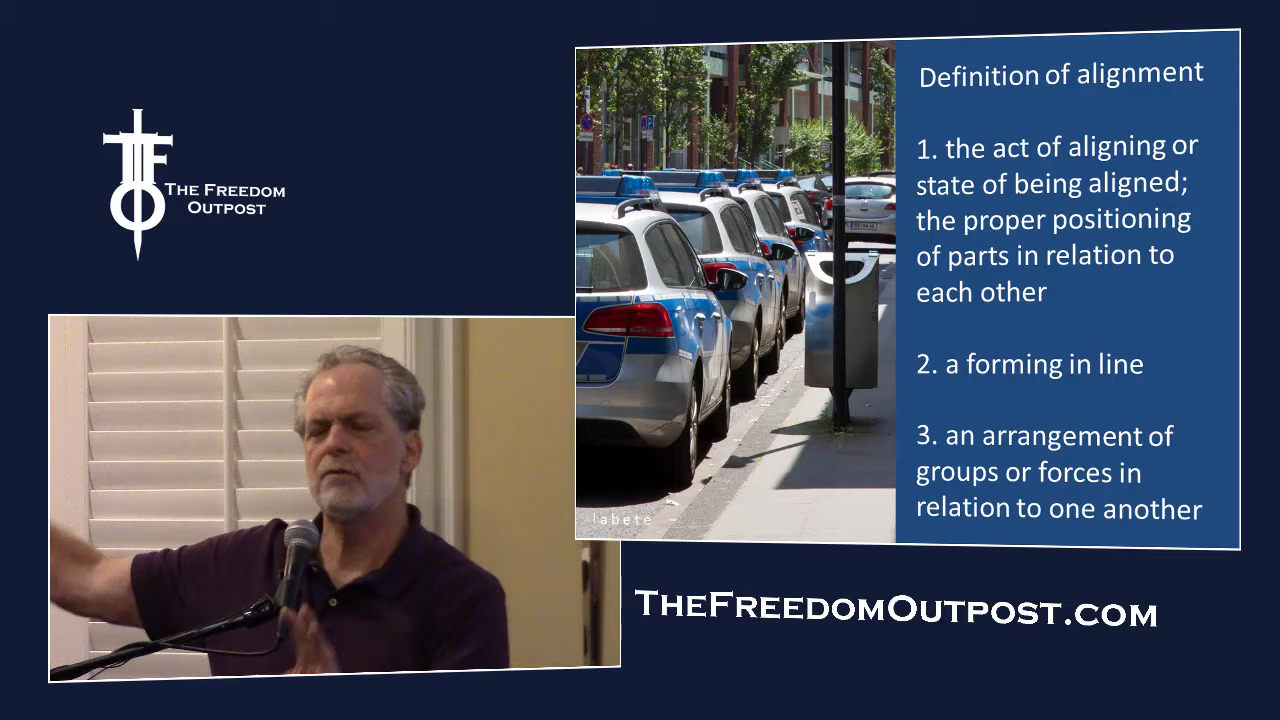 TFO
THE FREEDOM
OUTPOST
Definition of alignment
1. the act of aligning or
state of being aligned;
the proper positioning
of parts in relation to
each other
2. a forming in line
3. an arrangement of
groups or forces in
relation to one another
labete
THEFREEDOMOUTPOST.COM